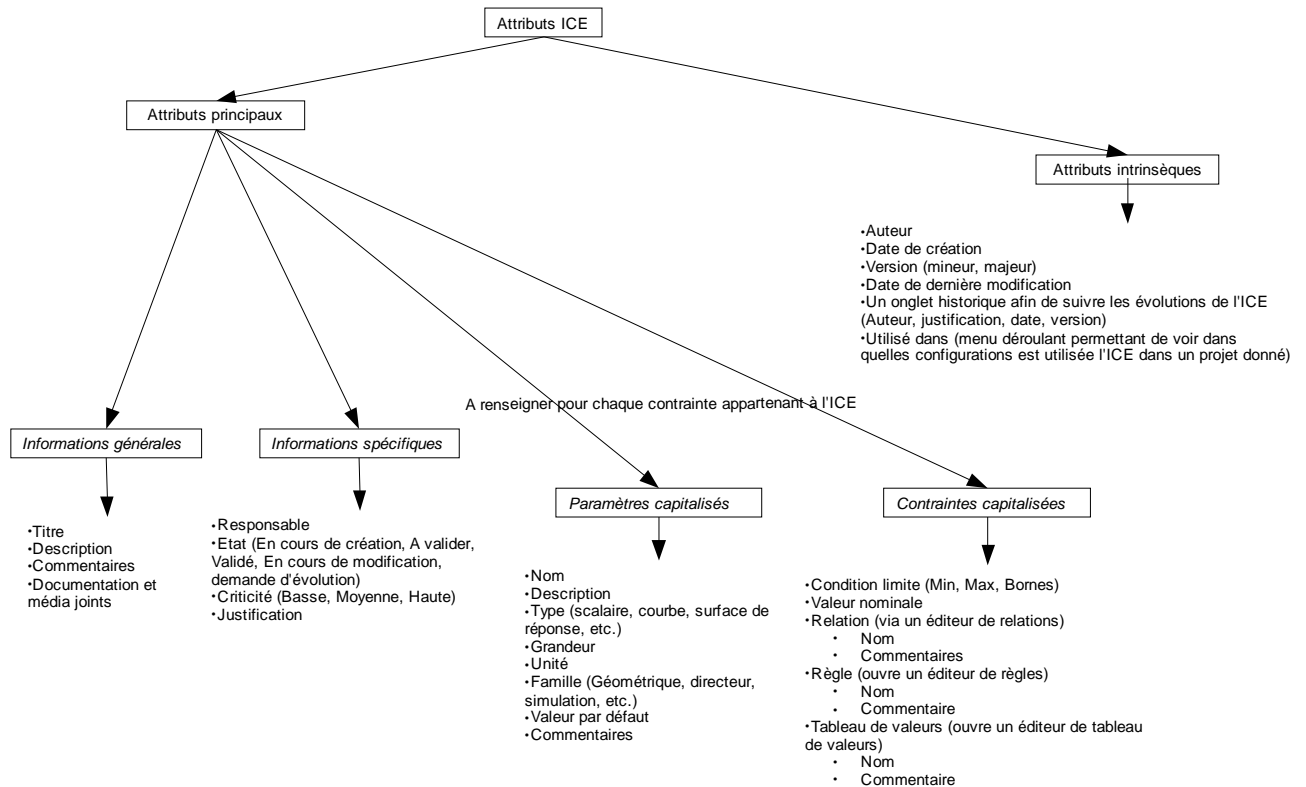 Attributs ICE
Attributs principaux
Attributs intrinsèques
•Auteur
•Date de création
•Version (mineur, majeur)
•Date de dernière modification
•Un onglet historique afin de suivre les évolutions de l'ICE
(Auteur, justification, date, version)
•Utilisé dans (menu déroulant permettant de voir dans
quelles configurations est utilisée l'ICE dans un projet donné)
A renseigner pour chaque contrainte appartenant à l'ICE
Informations générales
•Titre
•Description
•Commentaires
•Documentation et
média joints
Informations spécifiques
•Responsable
•Etat (En cours de création, A valider,
Validé, En cours de modification,
demande d'évolution)
•Criticité (Basse, Moyenne, Haute)
•Justification
Paramètres capitalisés
•Nom
•Description
•Type (scalaire, courbe, surface de
réponse, etc.)
•Grandeur
•Unité
•Famille (Géométrique, directeur,
simulation, etc.)
•Valeur par défaut
•Commentaires
Contraintes capitalisées
•Condition limite (Min, Max, Bornes)
•Valeur nominale
•Relation (via un éditeur de relations)
• Nom
• Commentaires
•Règle (ouvre un éditeur de règles)
• Nom
• Commentaire
•Tableau de valeurs (ouvre un éditeur de tableau
de valeurs)
• Nom
• Commentaire